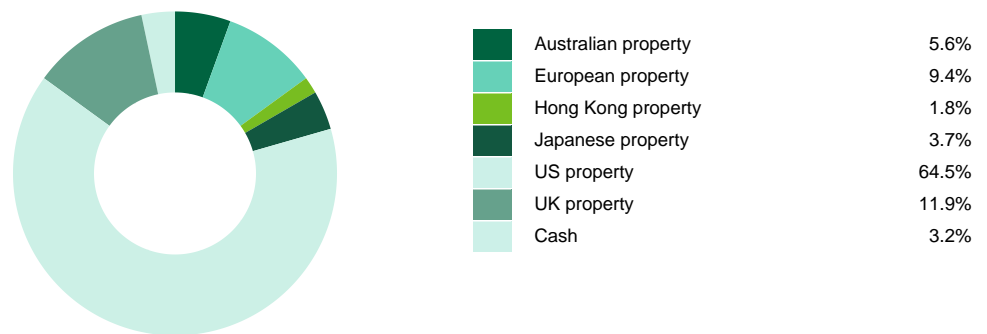 Australian property 5.6%
European property 9.4%
Hong Kong property 1.8%
Japanese property 3.7%
US property 64.5%
UK property 11.9%
Cash 3.2%